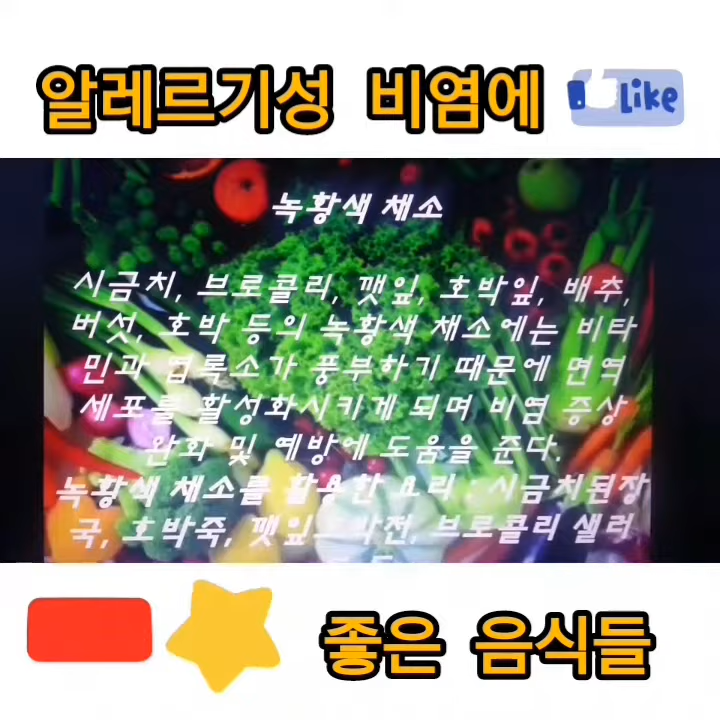 알레르기성 비염에
Like
녹황색 채소
시금치, 브로콜리, 깻잎, 호박잎, 배추,
버섯, 호박 등의 녹황색 채소에는 비타
민과 엽록소가 풍부하기 때문에 면역
세포를 활성화시키게 되며 비염 증상
완화 및 예방에 도움을 준다.
녹황색 채소를 활용한 요리 : 시금치된장
국, 호박죽, 브로콜리 샐러
좋은 음식들